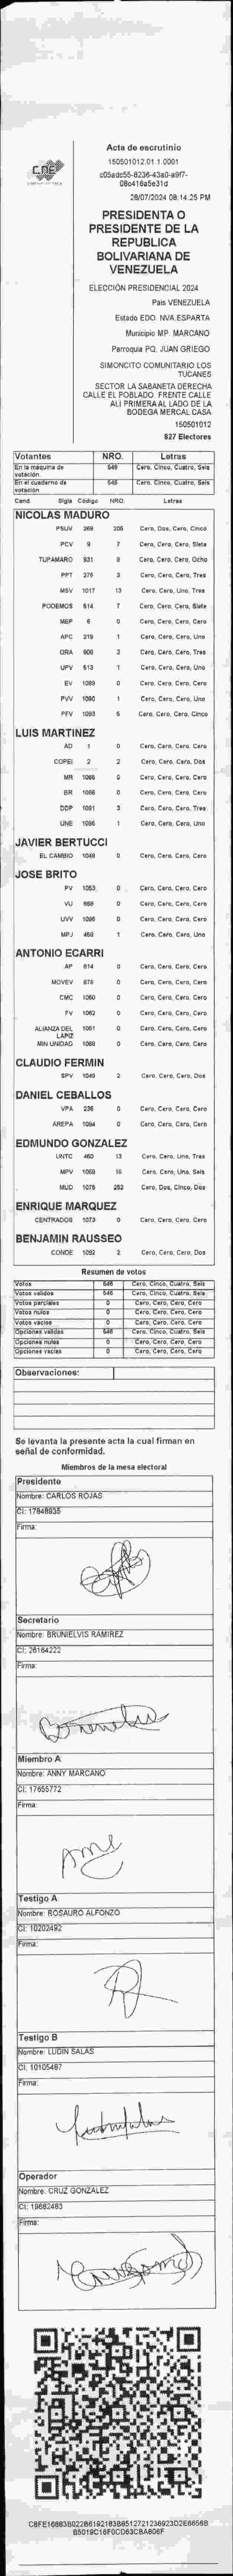 CNE
Acta de escrutinio
150501012.01.1.0001
c05adc55-8236-43a0-a9f7-
08c416a5e31d
28/07/2024 08:14:25 PM
PRESIDENTA O
PRESIDENTE DE LA
REPUBLICA
BOLIVARIANA DE
VENEZUELA
ELECCIÓN PRESIDENCIAL 2024
Pais VENEZUELA
Estado EDO. NVA.ESPARTA
Municipio MP. MARCANO
Parroquia PQ. JUAN GRIEGO
SIMONCITO COMUNITARIO LOS
TUCANES
SECTOR LA SABANETA DERECHA
CALLE EL POBLADO. FRENTE CALLE
ALI PRIMERA AL LADO DE LA
BODEGA MERCAL CASA
150501012
827 Electores
Votantes NRO. Letras
En la máquina de votación 546 Cero, Cinco, Cuatro, Seis
En el cuaderno de votación 546 Cero, Cinco, Cuatro, Seis
Cand. Sigla Código NRO. Letras
NICOLAS MADURO
PSUV 269 205 Cero, Dos, Cero, Cinco
PCV 9 7 Cero, Cero, Cero, Siete
TUPAMARO 931 8 Cero, Cero, Cero, Ocho
PPT 275 3 Cero, Cero, Cero, Tres
MSV 1017 13 Cero, Cero, Uno, Tres
PODEMOS 514 7 Cero, Cero, Cero, Siete
MEP 6 0 Cero, Cero, Cero, Cero
APC 219 1 Cero, Cero, Cero, Uno
ORA 906 3 Cero, Cero, Cero, Tres
UPV 513 1 Cero, Cero, Cero, Uno
EV 1089 0 Cero, Cero, Cero, Cero
PVV 1090 1 Cero, Cero, Cero, Uno
PFV 1093 5 Cero, Cero, Cero, Cinco
LUIS MARTINEZ
AD 1 0 Cero, Cero, Cero, Cero
COPEI 2 2 Cero, Cero, Cero, Dos
MR 0 Cero, Cero, Cero, Cero
BR 0 Cero, Cero, Cero, Cero
DDP 1091 3 Cero, Cero, Cero, Tres
UNE 1 Cero, Cero, Cero, Uno
JAVIER BERTUCCI
EL CAMBIO 1048 0 Cero, Cero, Cero, Cero
JOSE BRITO
PV 1053 0 Cero, Cero, Cero, Cero
VU 868 0 Cero, Cero, Cero, Cero
UVV 1096 0 Cero, Cero, Cero, Cero
MPJ 458 1 Cero, Cero, Cero, Uno
ANTONIO ECARRI
AP 814 0 Cero, Cero, Cero, Cero
MOVEV 878 0 Cero, Cero, Cero, Cero
CMC 1050 0 Cero, Cero, Cero, Cero
FV 1062 0 Cero, Cero, Cero, Cero
ALIANZA DEL LAPIZ 1051 0 Cero, Cero, Cero, Cero
MIN UNIDAD 1068 0 Cero, Cero, Cero, Cero
CLAUDIO FERMIN
SPV 1049 2 Cero, Cero, Cero, Dos
DANIEL CEBALLOS
VPA 236 0 Cero, Cero, Cero, Cero
AREPA 1094 0 Cero, Cero, Cero, Cero
EDMUNDO GONZALEZ
UNTC 460 13 Cero, Cero, Uno, Tres
MPV 1059 16 Cero, Cero, Uno, Seis
MUD 1075 252 Cero, Dos, Cinco, Dos
ENRIQUE MARQUEZ
CENTRADOS 1073 0 Cero, Cero, Cero, Cero
BENJAMIN RAUSSEO
CONDE 1092 2 Cero, Cero, Cero, Dos
Resumen de votos
Votos 546 Cero, Cinco, Cuatro, Seis
Votos validos 546 Cero, Cinco, Cuatro, Seis
Votos parciales 0 Cero, Cero, Cero, Cero
Votos nulos 0 Cero, Cero, Cero, Cero
Votos vacios 0 Cero, Cero, Cero, Cero
Opciones validas 546 Cero, Cinco, Cuatro, Seis
Opciones nulas 0 Cero, Cero, Cero, Cero
Opciones vacias 0 Cero, Cero, Cero, Cero
Observaciones:
Se levanta la presente acta la cual firman en
señal de conformidad.
Miembros de la mesa electoral
Presidente
Nombre: CARLOS ROJAS
CI: 17848935
Firma:
Secretario
Nombre: BRUNIELVIS RAMIREZ
CI: 26164222
Firma:
Miembro A
Nombre: ANNY MARCANO
CI: 17655772
Firma:
Testigo A
Nombre: ROSAURO ALFONZO
CI: 10202492
Firma:
Testigo B
Nombre: LUDIN SALAS
CI: 10105487
Firma:
Operador
Nombre: CRUZ GONZALEZ
CI: 19682483
Firma: